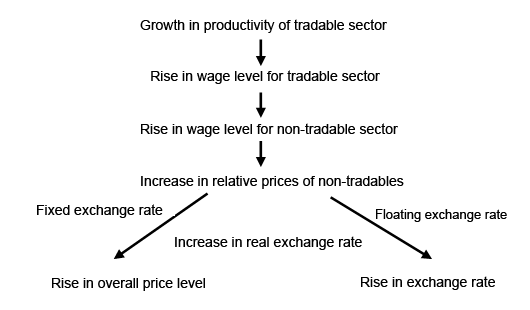 Growth in productivity of tradable sector
Rise in wage level for tradable sector
Rise in wage level for non-tradable sector
Increase in relative prices of non-tradables
Fixed exchange rate
Floating exchange rate
Increase in real exchange rate
Rise in overall price level
Rise in exchange rate